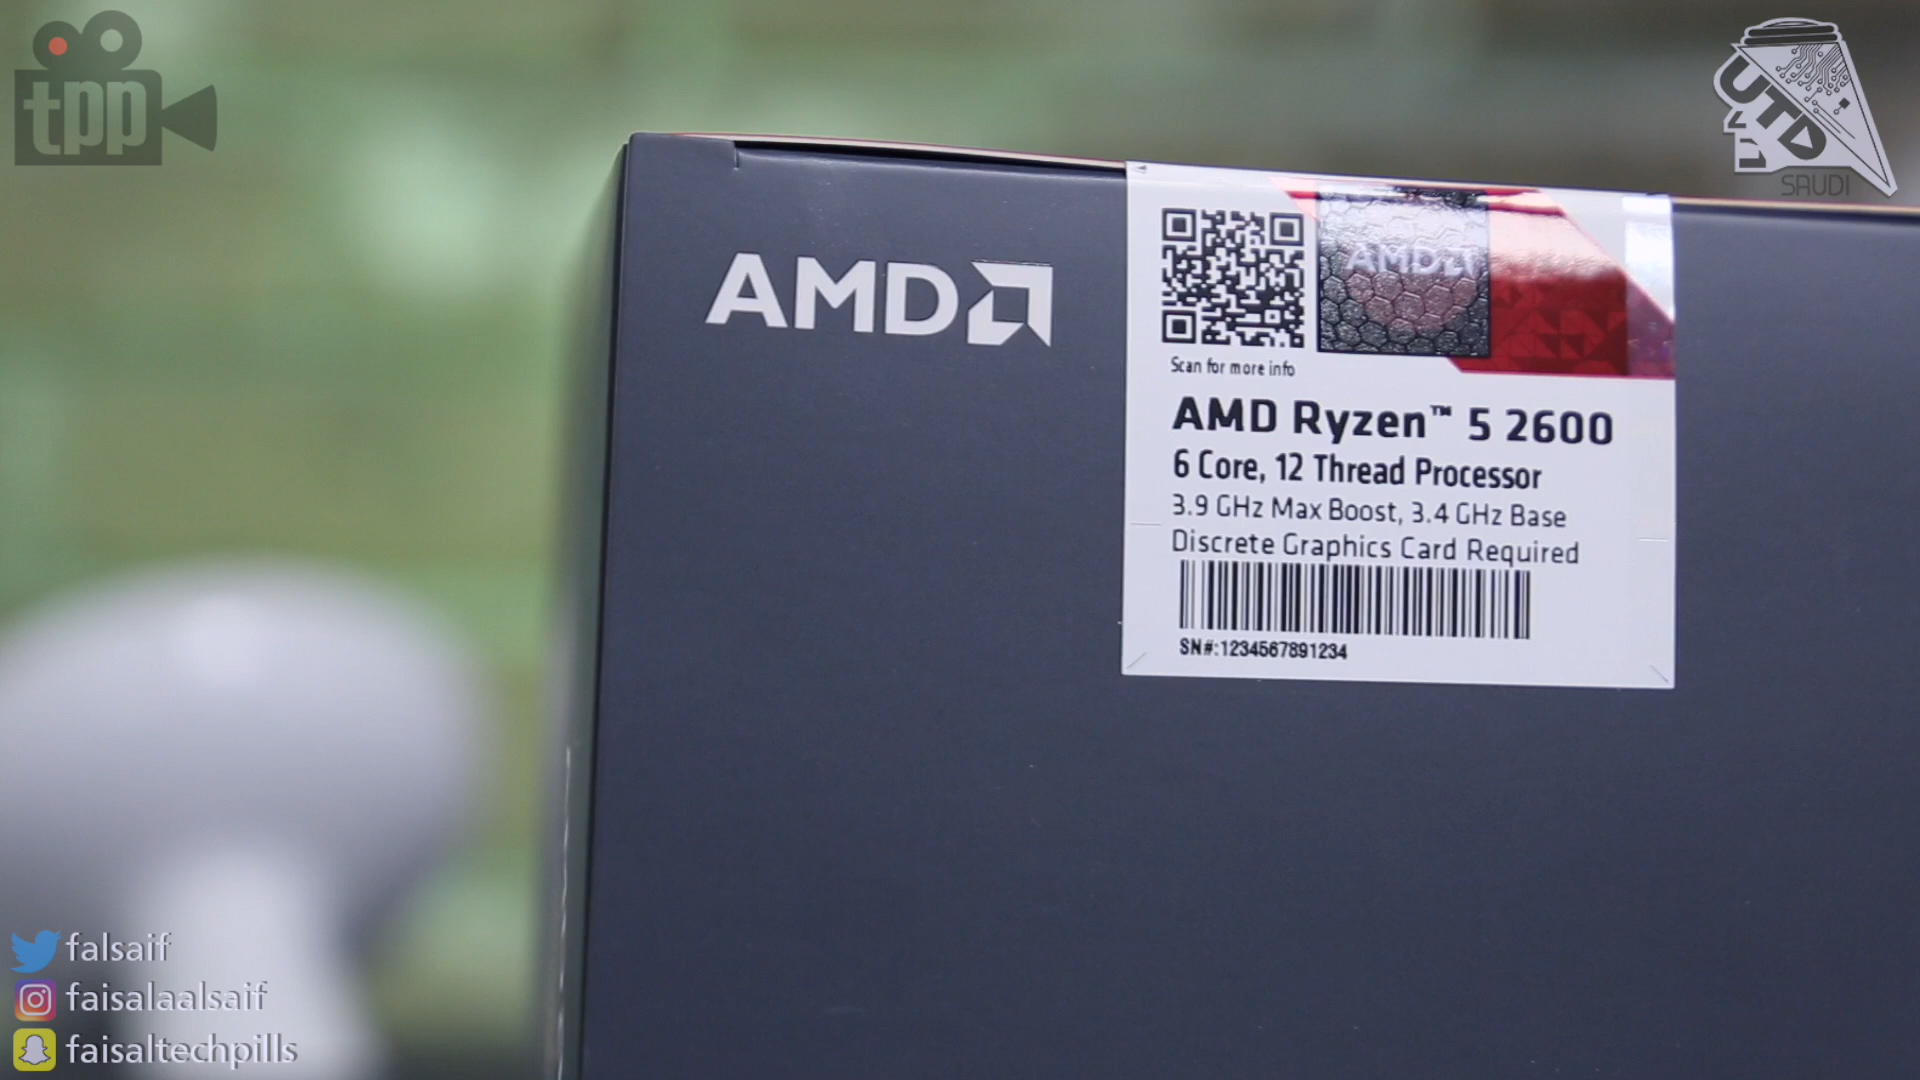 tpp
UTD
SAUDI
AMD
AMD
Scan for more info
AMD Ryzen™ 5 2600
6 Core, 12 Thread Processor
3.9 GHz Max Boost, 3.4 GHz Base
Discrete Graphics Card Required
SN#:1234567891234
falsaif
faisalaalsaif
faisaltechpills